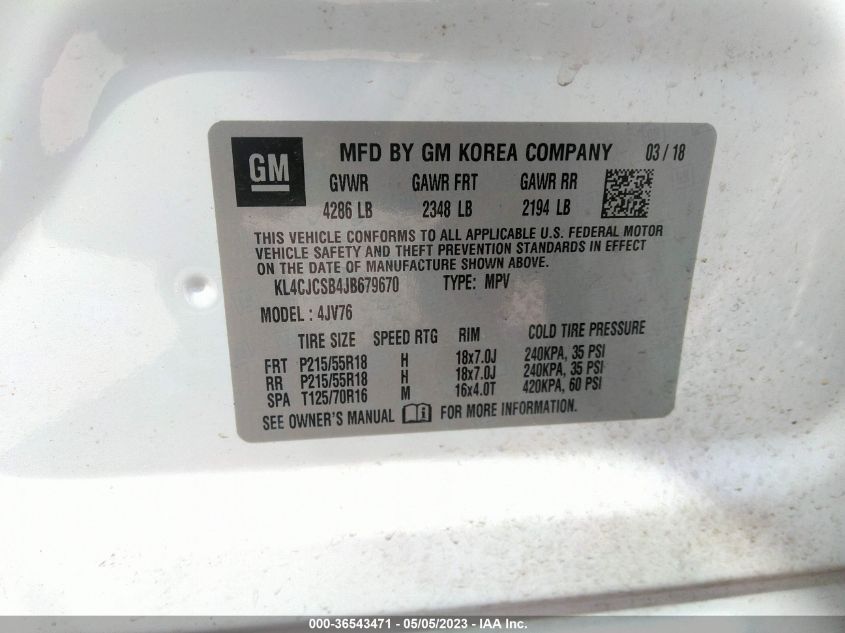 GM
MFD BY GM KOREA COMPANY 03 / 18
GVWR GAWR FRT GAWR RR
4286 LB 2348 LB 2194 LB
THIS VEHICLE CONFORMS TO ALL APPLICABLE U.S. FEDERAL MOTOR
VEHICLE SAFETY AND THEFT PREVENTION STANDARDS IN EFFECT
ON THE DATE OF MANUFACTURE SHOWN ABOVE.
KL4CJCSB4JB679670 TYPE: MPV
MODEL : 4JV76
TIRE SIZE SPEED RTG RIM COLD TIRE PRESSURE
FRT P215/55R18 H 18x7.0J 240KPA, 35 PSI
RR P215/55R18 H 18x7.0J 240KPA, 35 PSI
SPA T125/70R16 M 16x4.0T 420KPA, 60 PSI
SEE OWNER'S MANUAL FOR MORE INFORMATION.
000-36543471 - 05/05/2023 - IAA Inc.